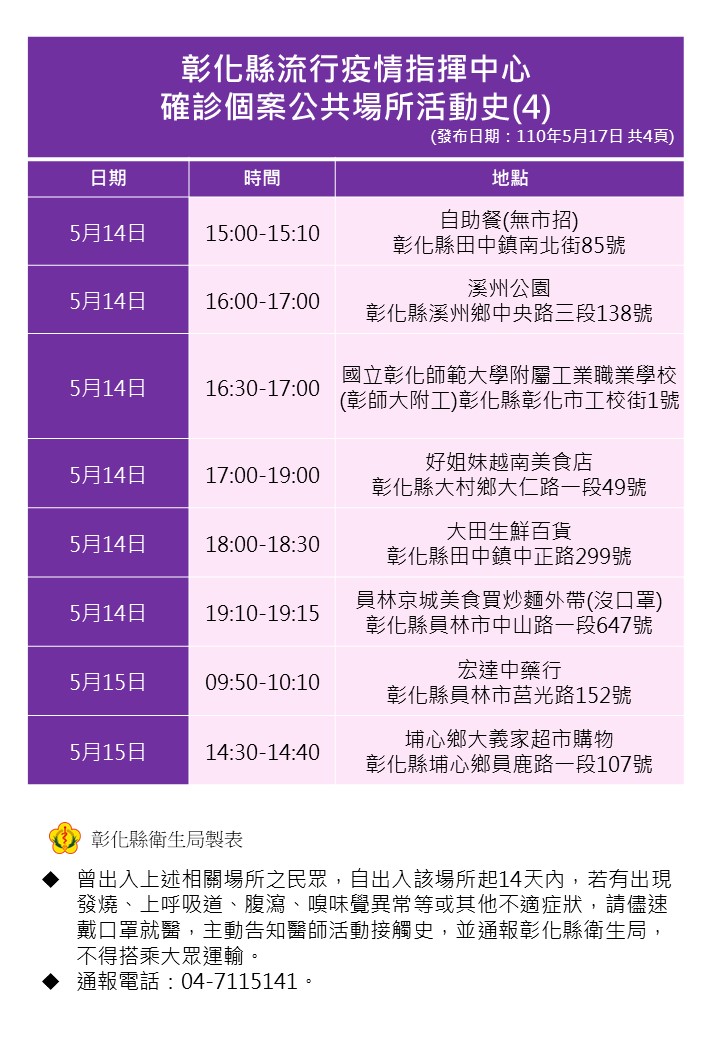 彰化縣流行疫情指揮中心
確診個案公共場所活動史(4)
(發布日期：110年5月17日 共4頁)
日期 時間 地點
5月14日 15:00-15:10 自助餐(無市招)
彰化縣田中鎮南北街85號
5月14日 16:00-17:00 溪州公園
彰化縣溪州鄉中央路三段138號
5月14日 16:30-17:00 國立彰化師範大學附屬工業職業學校
(彰師大附工)彰化縣彰化市工校街1號
5月14日 17:00-19:00 好姐妹越南美食店
彰化縣大村鄉大仁路一段49號
5月14日 18:00-18:30 大田生鮮百貨
彰化縣田中鎮中正路299號
5月14日 19:10-19:15 員林京城美食買炒麵外帶(沒口罩)
彰化縣員林市中山路一段647號
5月15日 09:50-10:10 宏達中藥行
彰化縣員林市莒光路152號
5月15日 14:30-14:40 埔心鄉大義家超市購物
彰化縣埔心鄉員鹿路一段107號
彰化縣衛生局製表
◆ 曾出入上述相關場所之民眾，自出入該場所起14天內，若有出現
發燒、上呼吸道、腹瀉、嗅味覺異常等或其他不適症狀，請儘速
戴口罩就醫，主動告知醫師活動接觸史，並通報彰化縣衛生局，
不得搭乘大眾運輸。
◆ 通報電話：04-7115141。